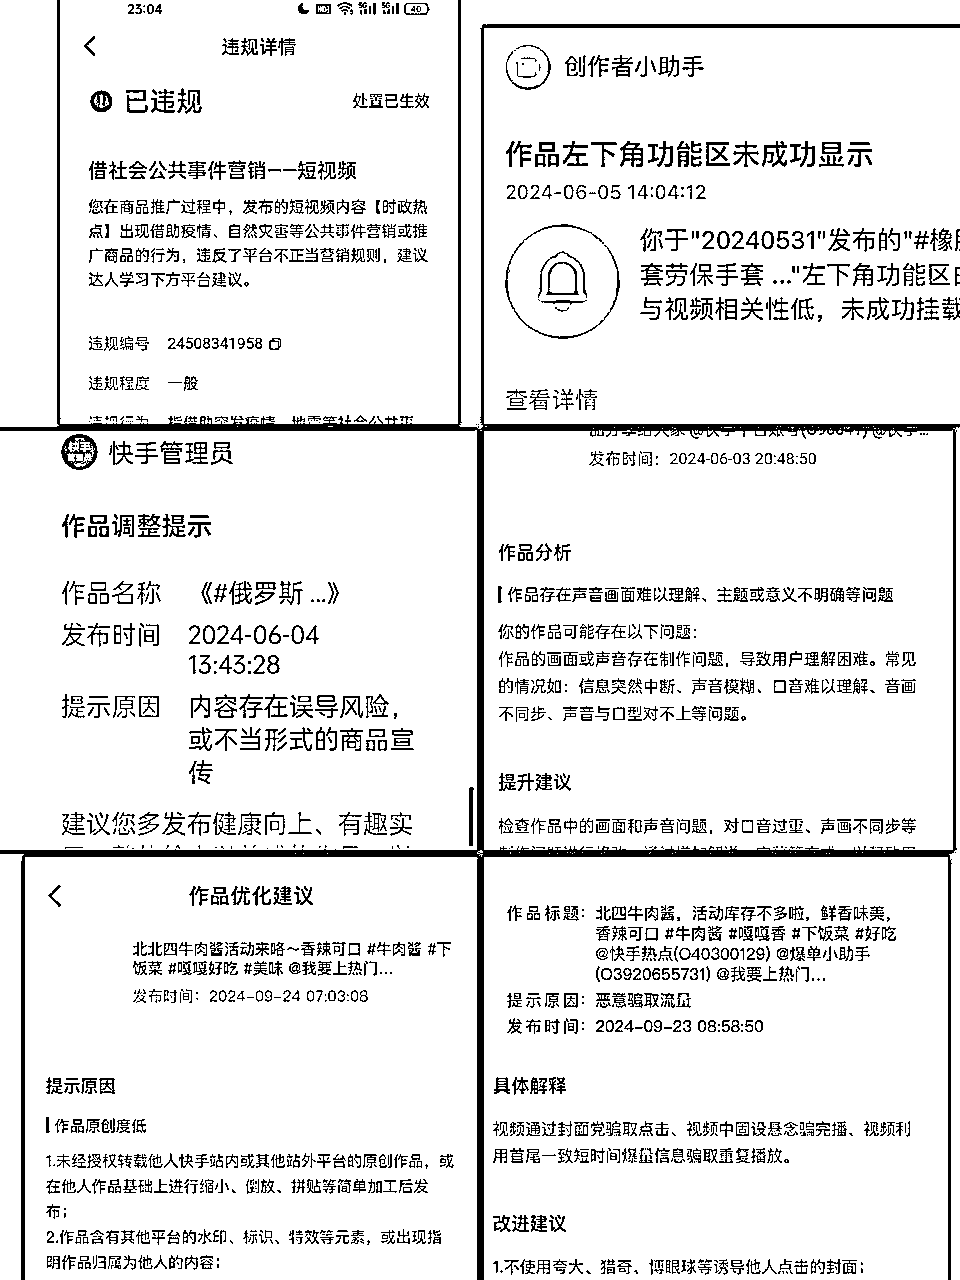 23:04
40
违规详情
已违规
处置已生效
借社会公共事件营销——短视频
您在商品推广过程中，发布的短视频内容【时政热
点】出现借助疫情、自然灾害等公共事件营销或推
广商品的行为，违反了平台不正当营销规则，建议
达人学习下方平台建议。
违规编号 24508341958
违规程度 一般
创作者小助手
作品左下角功能区未成功显示
2024-06-05 14:04:12
你于"20240531"发布的"#橡胶
套劳保手套 ..."左下角功能区
与视频相关性低，未成功挂载
查看详情
快手管理员
作品调整提示
作品名称 《#俄罗斯 ...》
发布时间 2024-06-04
13:43:28
提示原因 内容存在误导风险，
或不当形式的商品宣
传
建议您多发布健康向上、有趣实
发布时间：2024-06-03 20:48:50
作品分析
作品存在声音画面难以理解、主题或意义不明确等问题
你的作品可能存在以下问题：
作品的画面或声音存在制作问题，导致用户理解困难。常见
的情况如：信息突然中断、声音模糊、口音难以理解、音画
不同步、声音与口型对不上等问题。
提升建议
检查作品中的画面和声音问题，对口音过重、声画不同步等
作品优化建议
北北四牛肉酱活动来咯～香辣可口 #牛肉酱 #下
饭菜 #嘎嘎好吃 #美味 @我要上热门...
发布时间：2024-09-24 07:03:08
提示原因
作品原创度低
1.未经授权转载他人快手站内或其他站外平台的原创作品，或
在他人作品基础上进行缩小、倒放、拼贴等简单加工后发
布；
2.作品含有其他平台的水印、标识、特效等元素，或出现指
明作品归属为他人的内容；
作品标题：北四牛肉酱，活动库存不多啦，鲜香味美，
香辣可口 #牛肉酱 #嘎嘎香 #下饭菜 #好吃
@快手热点(O40300129) @爆单小助手
(O3920655731) @我要上热门...
提示原因：恶意骗取流量
发布时间：2024-09-23 08:58:50
具体解释
视频通过封面党骗取点击、视频中固设悬念骗完播、视频利
用首尾一致短时间爆量信息骗取重复播放。
改进建议
1.不使用夸大、猎奇、博眼球等诱导他人点击的封面；